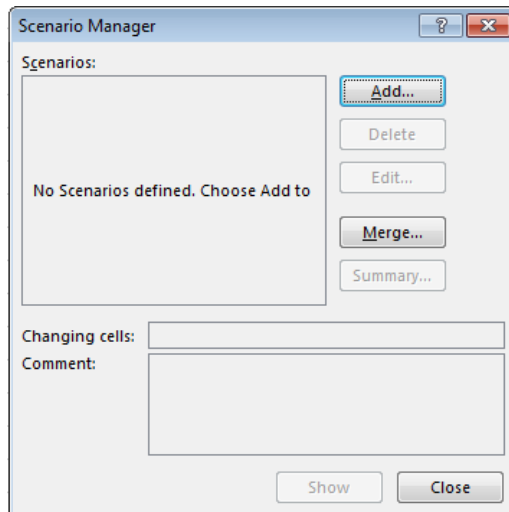 Scenario Manager
?
Scenarios:
Add...
Delete
No Scenarios defined. Choose Add to
Edit...
Merge...
Summary...
Changing cells:
Comment:
Show
Close